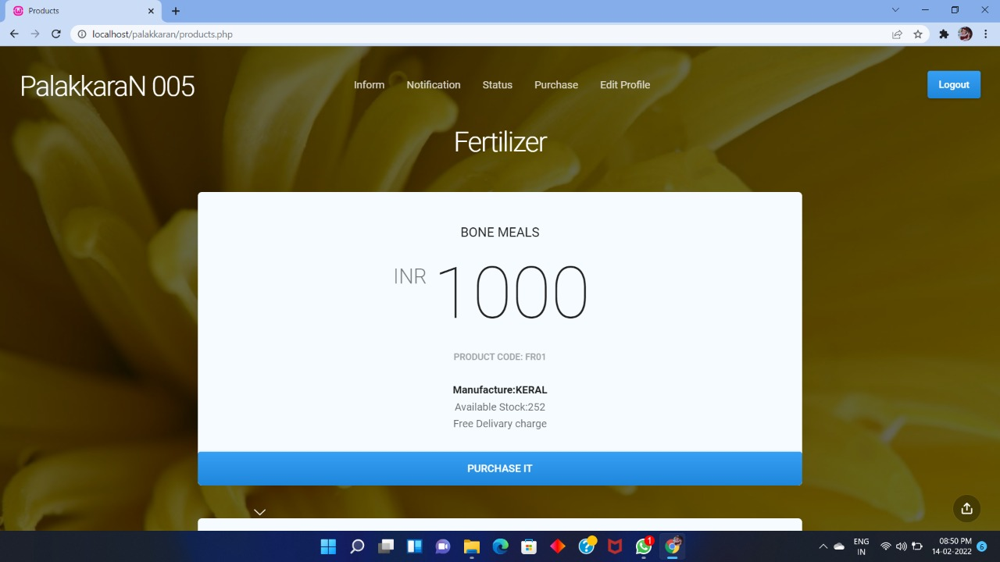 Products
localhost/palakkaran/products.php
PalakkaraN 005
Inform Notification Status Purchase Edit Profile
Logout
Fertilizer
BONE MEALS
INR 1000
PRODUCT CODE: FR01
Manufacture:KERAL
Available Stock:252
Free Delivary charge
PURCHASE IT
1
ENG
IN
08:50 PM
14-02-2022
6